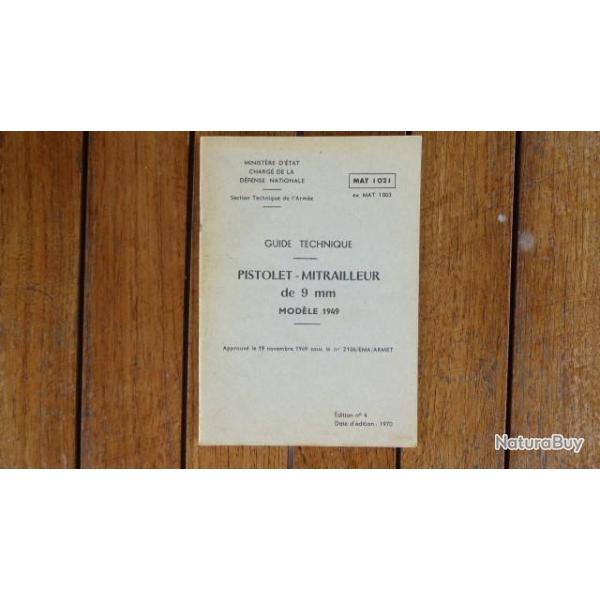 MINISTÈRE D'ÉTAT
CHARGÉ DE LA
DÉFENSE NATIONALE
Section Technique de l'Armée
MAT 1021
ex MAT 1003
GUIDE TECHNIQUE
PISTOLET - MITRAILLEUR
de 9 mm
MODÈLE 1949
Approuvé le 19 novembre 1949 sous le n° 2106/EMA/ARMET
Édition n° 4
Date d'édition : 1970
NaturaBuy